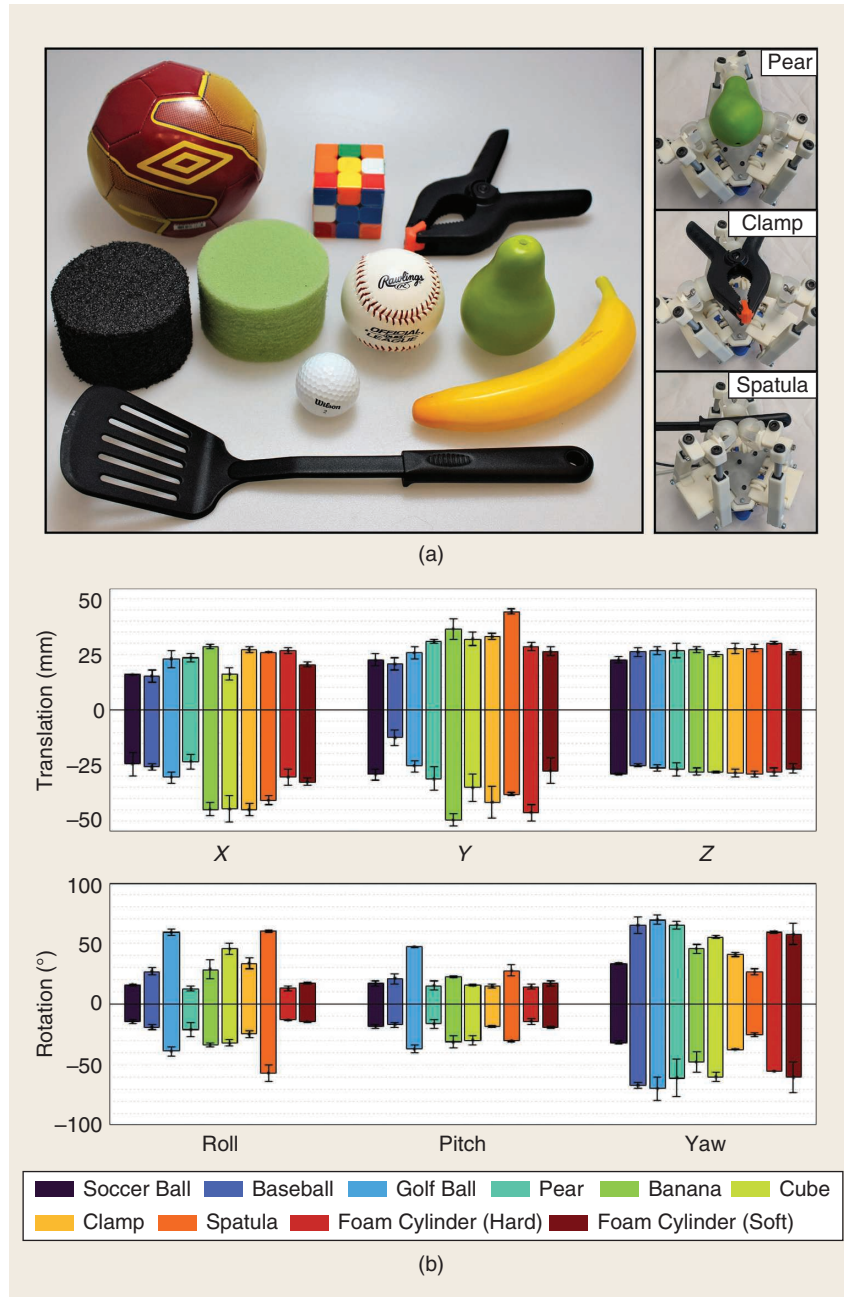 Pear
Clamp
Spatula
Rawlings
OFFICIAL
LEAGUE
Wilson
2
(a)
Translation (mm)
50
25
0
−25
−50
X Y Z
Rotation (°)
100
50
0
−50
−100
Roll Pitch Yaw
Soccer Ball Baseball Golf Ball Pear Banana Cube
Clamp Spatula Foam Cylinder (Hard) Foam Cylinder (Soft)
(b)